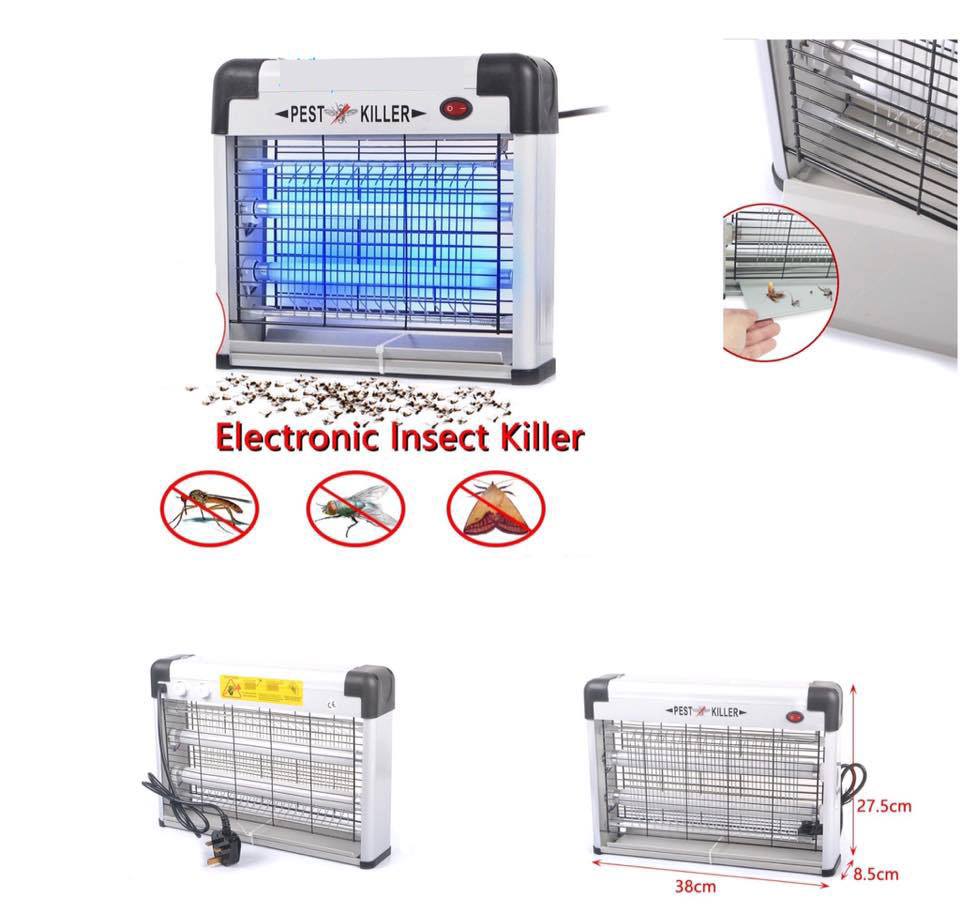 PEST KILLER
Electronic Insect Killer
CE
PEST KILLER
27.5cm
8.5cm
38cm